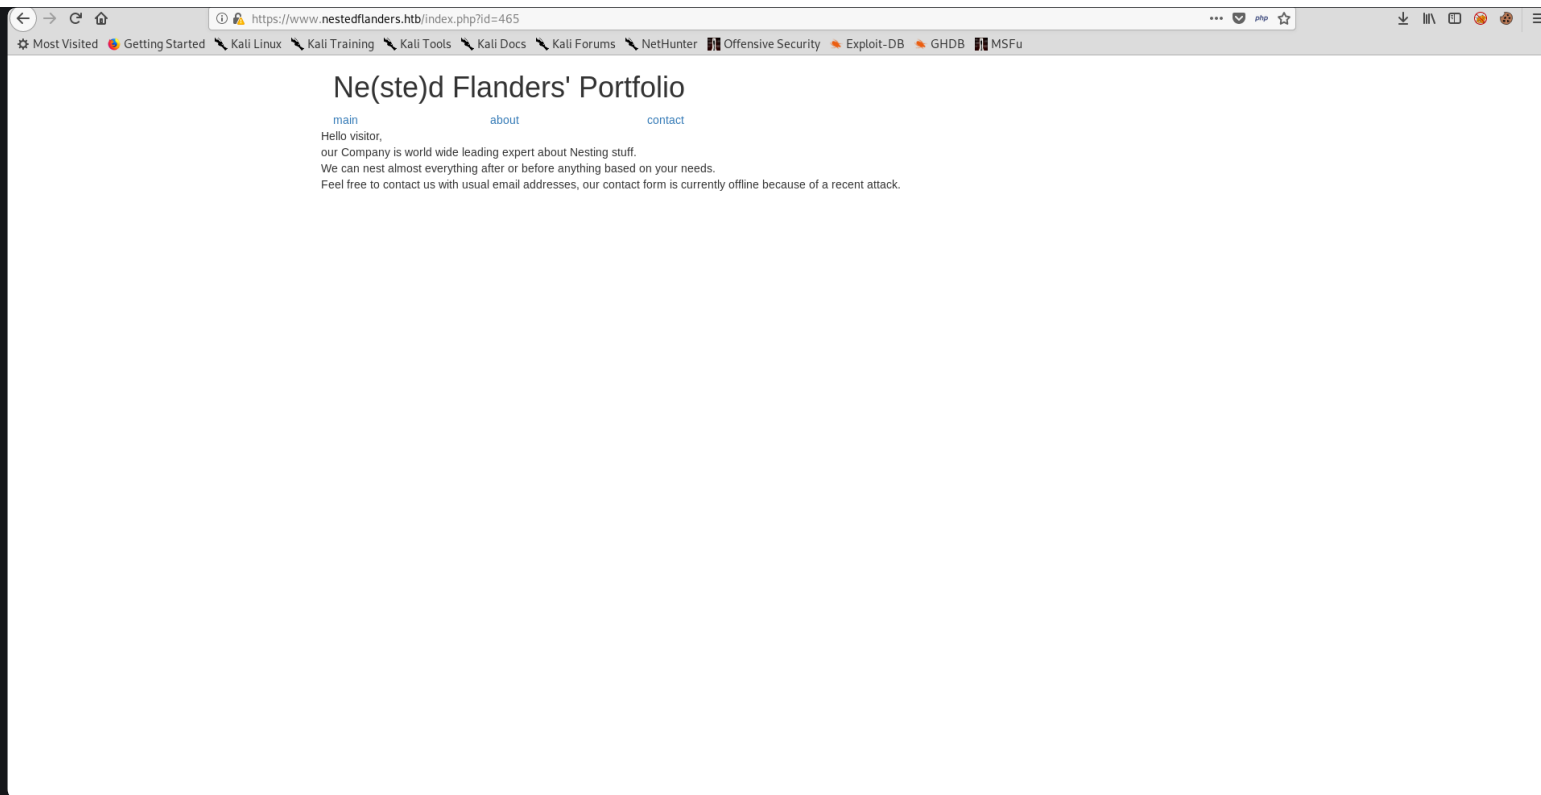 https://www.nestedflanders.htb/index.php?id=465
php
Most Visited Getting Started Kali Linux Kali Training Kali Tools Kali Docs Kali Forums NetHunter Offensive Security Exploit-DB GHDB MSFu
Ne(ste)d Flanders' Portfolio
main about contact
Hello visitor,
our Company is world wide leading expert about Nesting stuff.
We can nest almost everything after or before anything based on your needs.
Feel free to contact us with usual email addresses, our contact form is currently offline because of a recent attack.